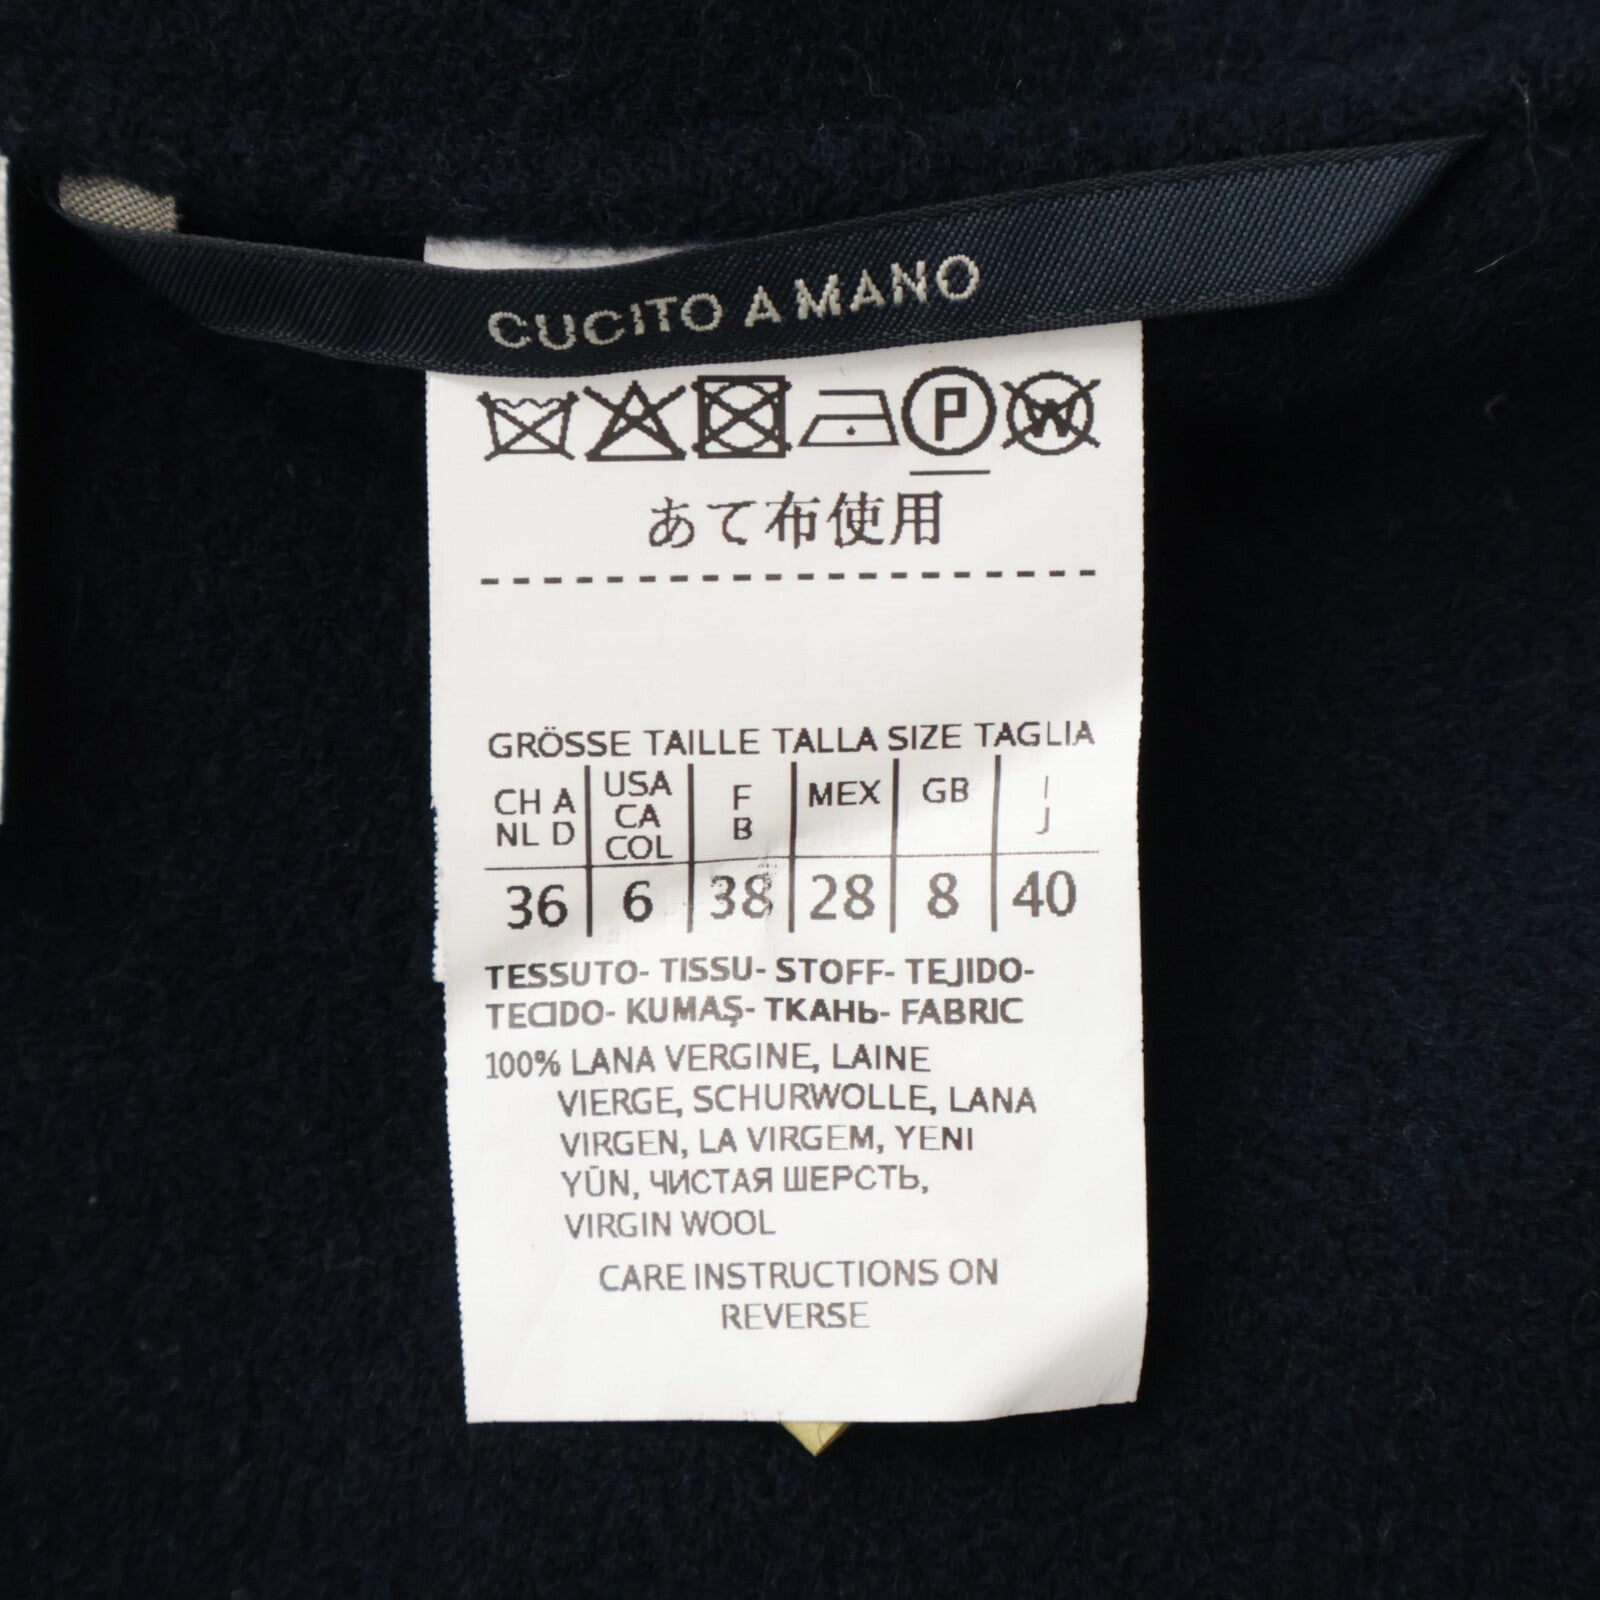 CUCITO A MANO
P W
あて布使用
GRÖSSE TAILLE TALLA SIZE TAGLIA
CH A NL D USA CA COL F B MEX GB I J
36 6 38 28 8 40
TESSUTO- TISSU- STOFF- TEJIDO-
TECIDO- KUMAŞ- ТКАНЬ- FABRIC
100% LANA VERGINE, LAINE
VIERGE, SCHURWOLLE, LANA
VIRGEN, LA VIRGEM, YENI
YÜN, ЧИСТАЯ ШЕРСТЬ,
VIRGIN WOOL
CARE INSTRUCTIONS ON
REVERSE